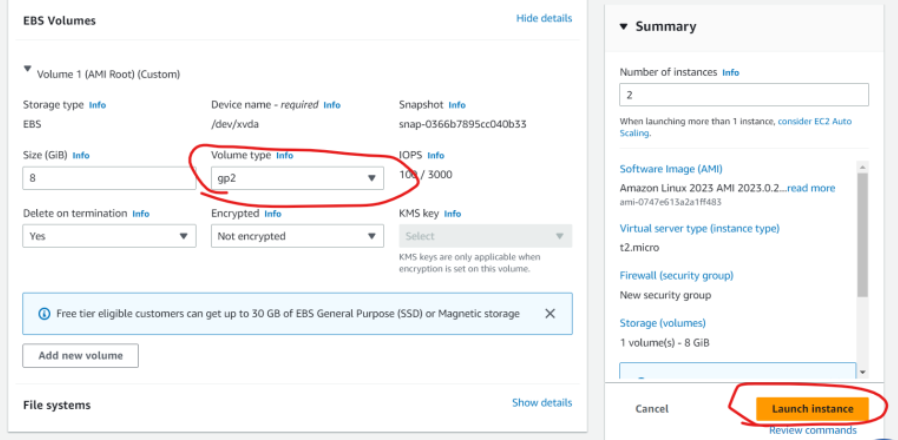 EBS Volumes
Hide details
Volume 1 (AMI Root) (Custom)
Storage type Info
Device name - required Info
Snapshot Info
EBS
/dev/xvda
snap-0366b7895cc040b33
Size (GiB) Info
Volume type Info
IOPS Info
8
gp2
100 / 3000
Delete on termination Info
Encrypted Info
KMS key Info
Yes
Not encrypted
Select
KMS keys are only applicable when
encryption is set on this volume.
Free tier eligible customers can get up to 30 GB of EBS General Purpose (SSD) or Magnetic storage
Add new volume
File systems
Show details
Summary
Number of instances Info
2
When launching more than 1 instance, consider EC2 Auto
Scaling.
Software Image (AMI)
Amazon Linux 2023 AMI 2023.0.2...read more
ami-0747e613a2a1ff483
Virtual server type (instance type)
t2.micro
Firewall (security group)
New security group
Storage (volumes)
1 volume(s) - 8 GiB
Cancel
Launch instance
Review commands